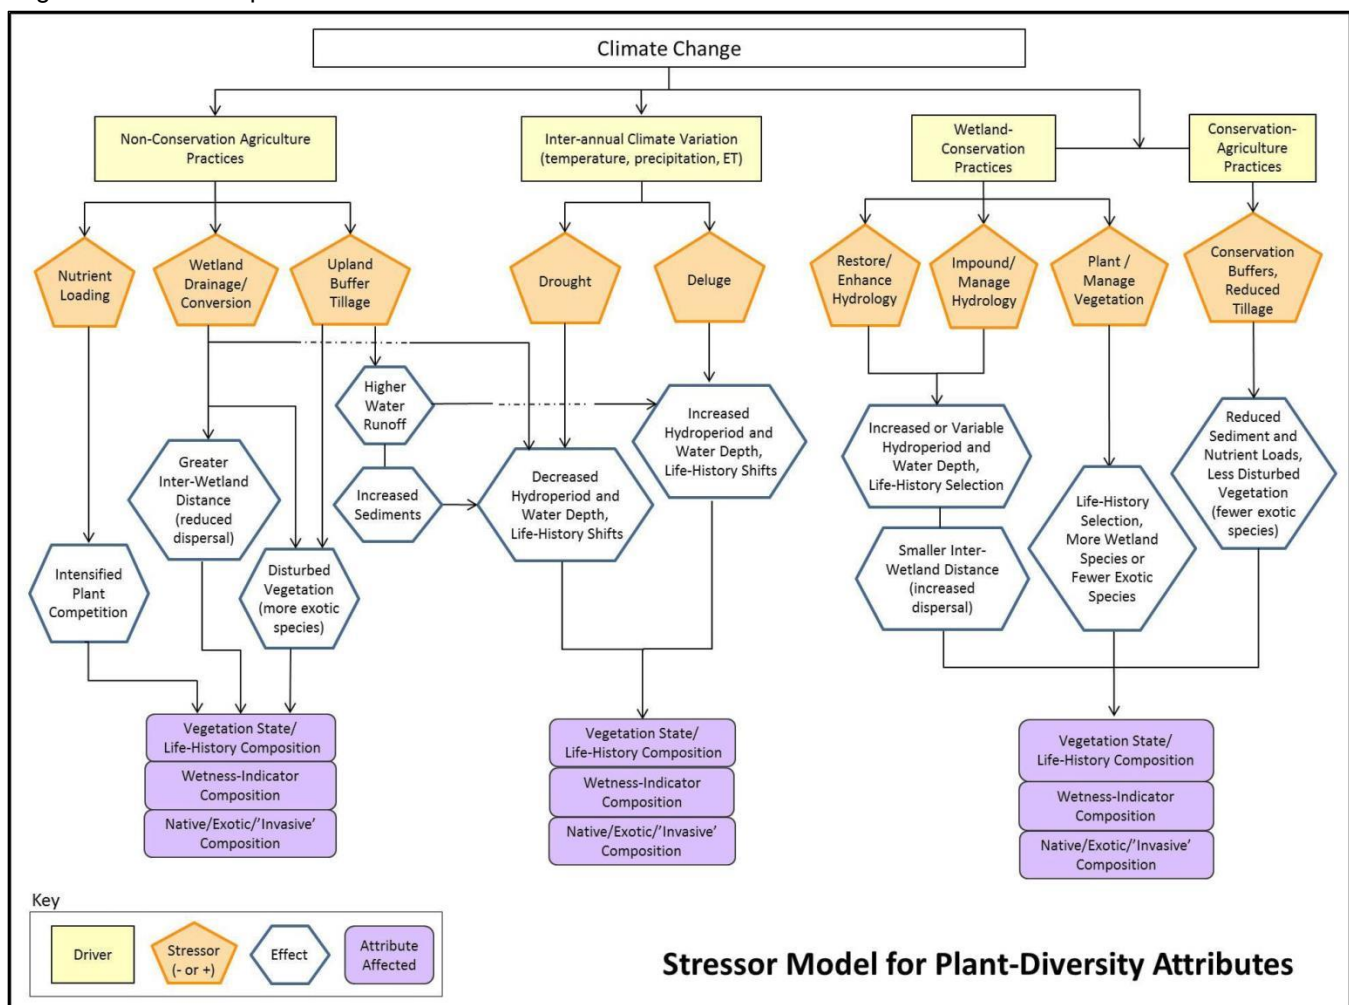 Climate Change
Non-Conservation Agriculture
Practices
Inter-annual Climate Variation
(temperature, precipitation, ET)
Wetland-
Conservation
Practices
Conservation-
Agriculture
Practices
Nutrient
Loading
Wetland
Drainage/
Conversion
Upland
Buffer
Tillage
Drought
Deluge
Restore/
Enhance
Hydrology
Impound/
Manage
Hydrology
Plant /
Manage
Vegetation
Conservation
Buffers,
Reduced
Tillage
Higher
Water
Runoff
Increased
Sediments
Greater
Inter-Wetland
Distance
(reduced
dispersal)
Intensified
Plant
Competition
Disturbed
Vegetation
(more exotic
species)
Decreased
Hydroperiod and
Water Depth,
Life-History Shifts
Increased
Hydroperiod and
Water Depth,
Life-History Shifts
Increased or Variable
Hydroperiod and
Water Depth,
Life-History Selection
Smaller Inter-
Wetland Distance
(increased
dispersal)
Life-History
Selection,
More Wetland
Species or
Fewer Exotic
Species
Reduced
Sediment and
Nutrient Loads,
Less Disturbed
Vegetation
(fewer exotic
species)
Vegetation State/
Life-History Composition
Wetness-Indicator
Composition
Native/Exotic/'Invasive'
Composition
Vegetation State/
Life-History Composition
Wetness-Indicator
Composition
Native/Exotic/'Invasive'
Composition
Vegetation State/
Life-History Composition
Wetness-Indicator
Composition
Native/Exotic/'Invasive'
Composition
Key
Driver
Stressor
(- or +)
Effect
Attribute
Affected
Stressor Model for Plant-Diversity Attributes